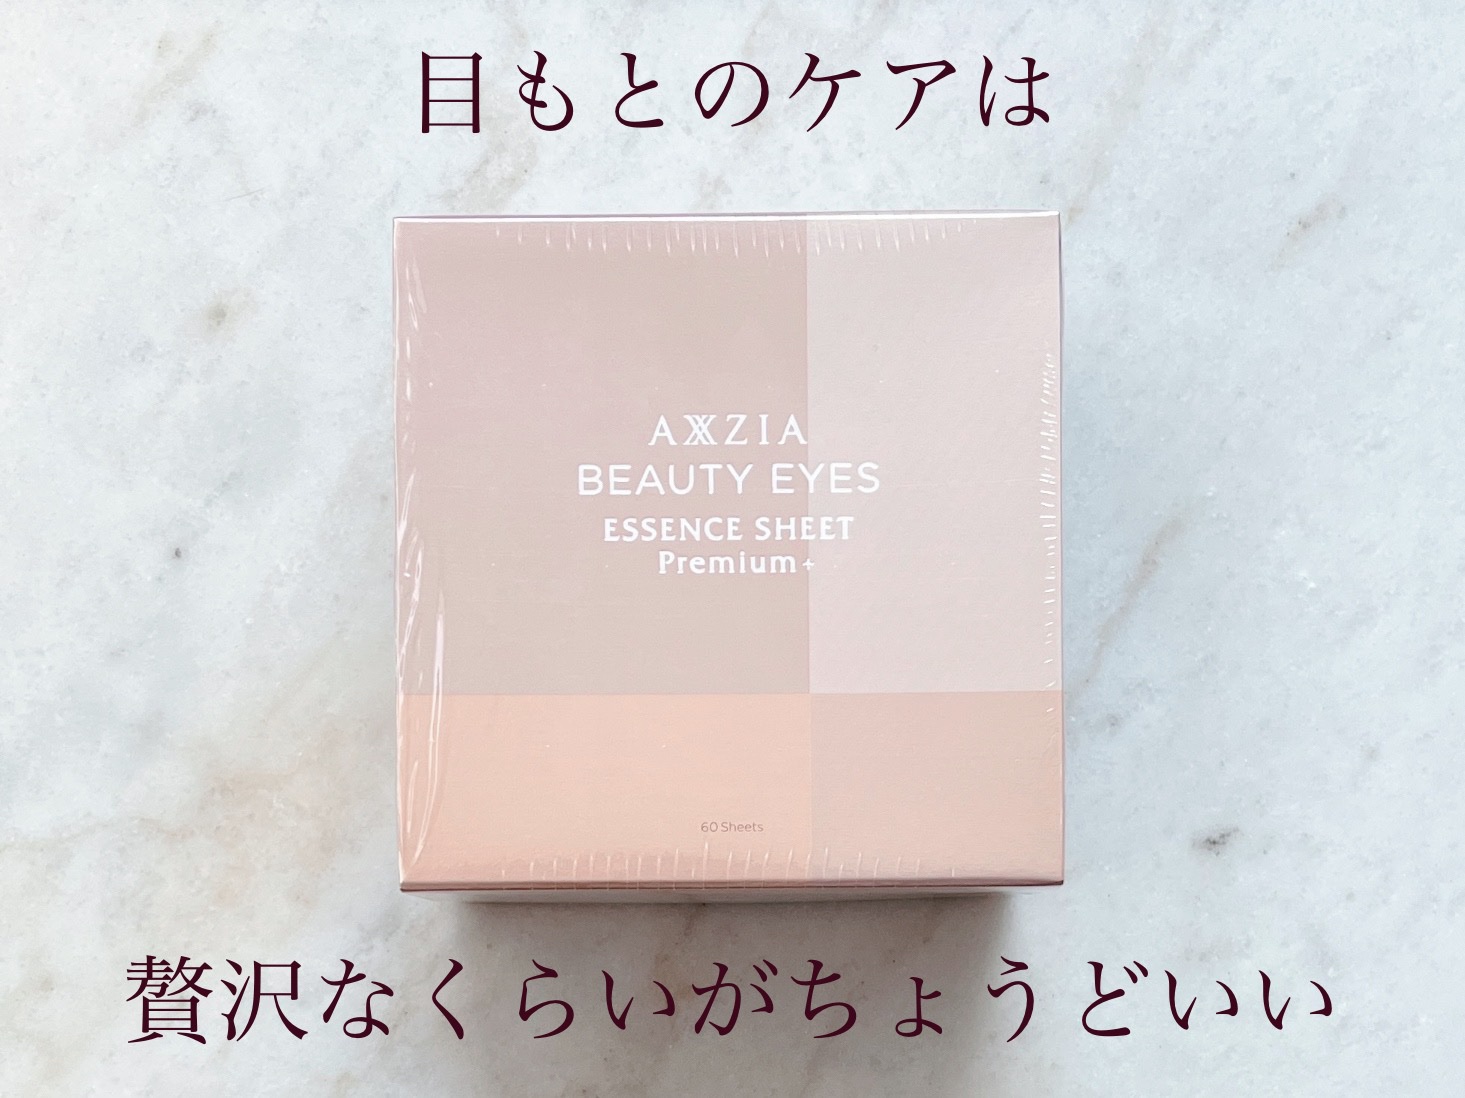 目もとのケアは
AXXZIA
BEAUTY EYES
ESSENCE SHEET
Premium+
60 Sheets
贅沢なくらいがちょうどいい